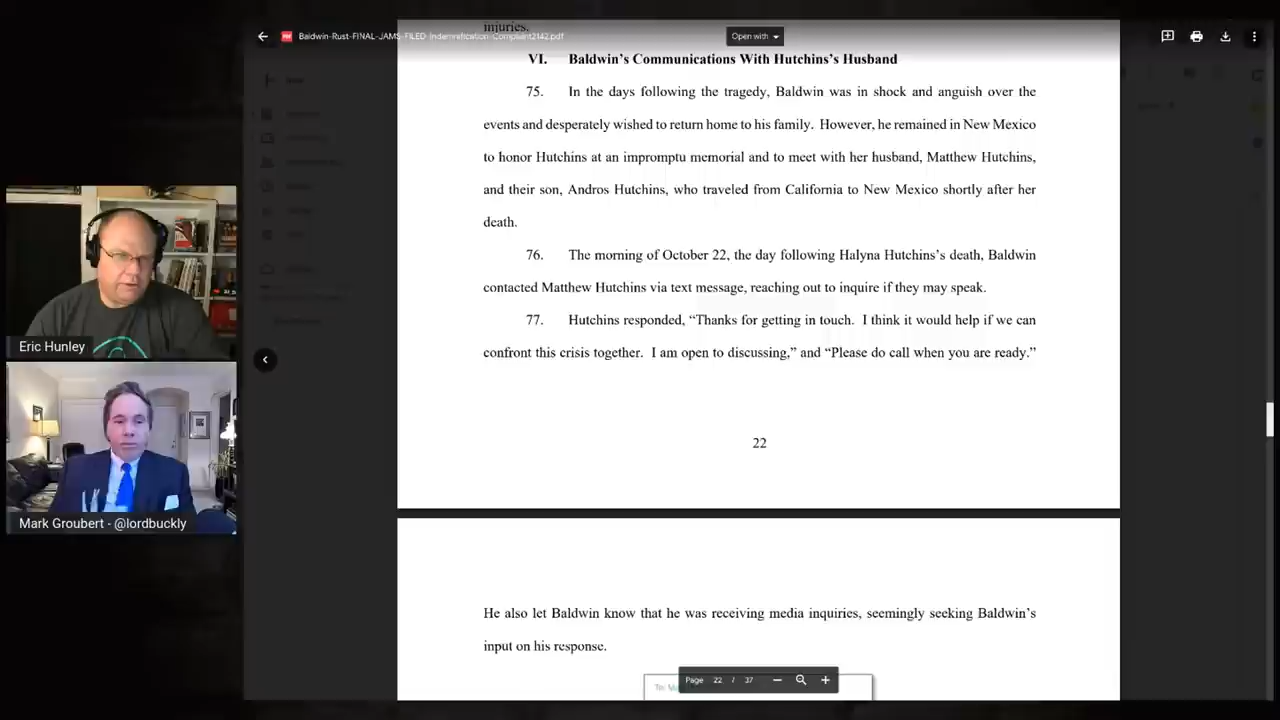 injuries.
Baldwin-Rust-FINAL-JAMS-FILED-Indemnification-Complaint2142.pdf
Open with
VI. Baldwin’s Communications With Hutchins’s Husband
75. In the days following the tragedy, Baldwin was in shock and anguish over the
events and desperately wished to return home to his family. However, he remained in New Mexico
to honor Hutchins at an impromptu memorial and to meet with her husband, Matthew Hutchins,
and their son, Andros Hutchins, who traveled from California to New Mexico shortly after her
death.
76. The morning of October 22, the day following Halyna Hutchins’s death, Baldwin
contacted Matthew Hutchins via text message, reaching out to inquire if they may speak.
77. Hutchins responded, “Thanks for getting in touch. I think it would help if we can
confront this crisis together. I am open to discussing,” and “Please do call when you are ready.”
22
He also let Baldwin know that he was receiving media inquiries, seemingly seeking Baldwin’s
input on his response.
To:
Page 22 / 37
Eric Hunley
Mark Groubert - @lordbuckly